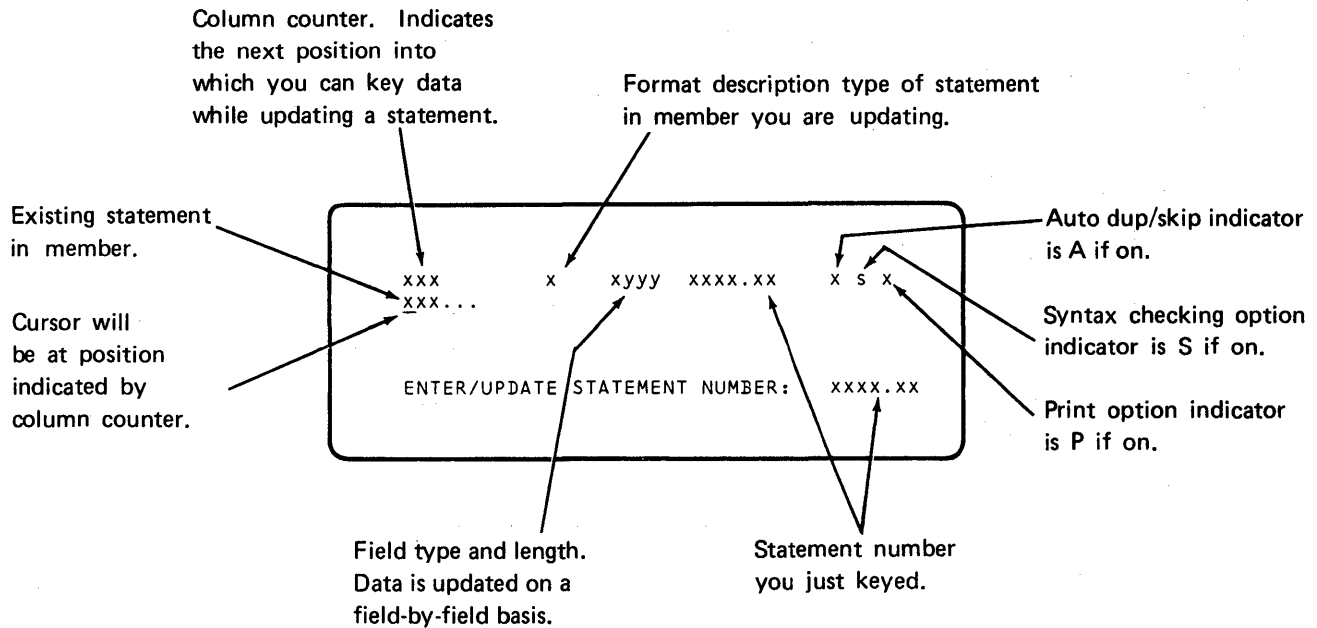 Column counter. Indicates
the next position into
which you can key data
while updating a statement.
Format description type of statement
in member you are updating.
Existing statement
in member.
Auto dup/skip indicator
is A if on.
xxx x xyyy xxxx.xx x s x
xxx...
Cursor will
be at position
indicated by
column counter.
Syntax checking option
indicator is S if on.
ENTER/UPDATE STATEMENT NUMBER: xxxx.xx
Print option indicator
is P if on.
Field type and length.
Data is updated on a
field-by-field basis.
Statement number
you just keyed.